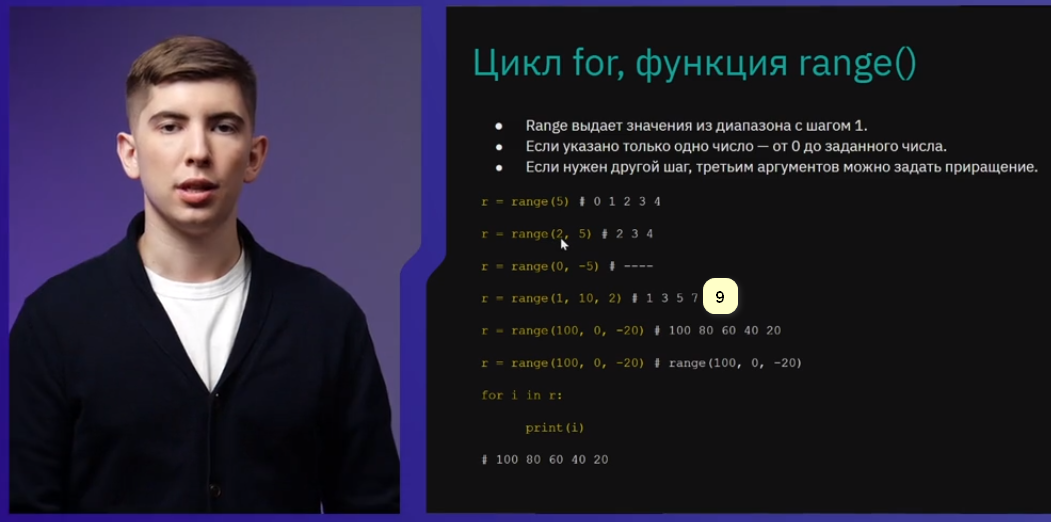 Цикл for, функция range()
● Range выдает значения из диапазона с шагом 1.
● Если указано только одно число — от 0 до заданного числа.
● Если нужен другой шаг, третьим аргументов можно задать приращение.
r = range(5) # 0 1 2 3 4
r = range(2, 5) # 2 3 4
r = range(0, -5) # ----
r = range(1, 10, 2) # 1 3 5 7 9
r = range(100, 0, -20) # 100 80 60 40 20
r = range(100, 0, -20) # range(100, 0, -20)
for i in r:
print(i)
# 100 80 60 40 20